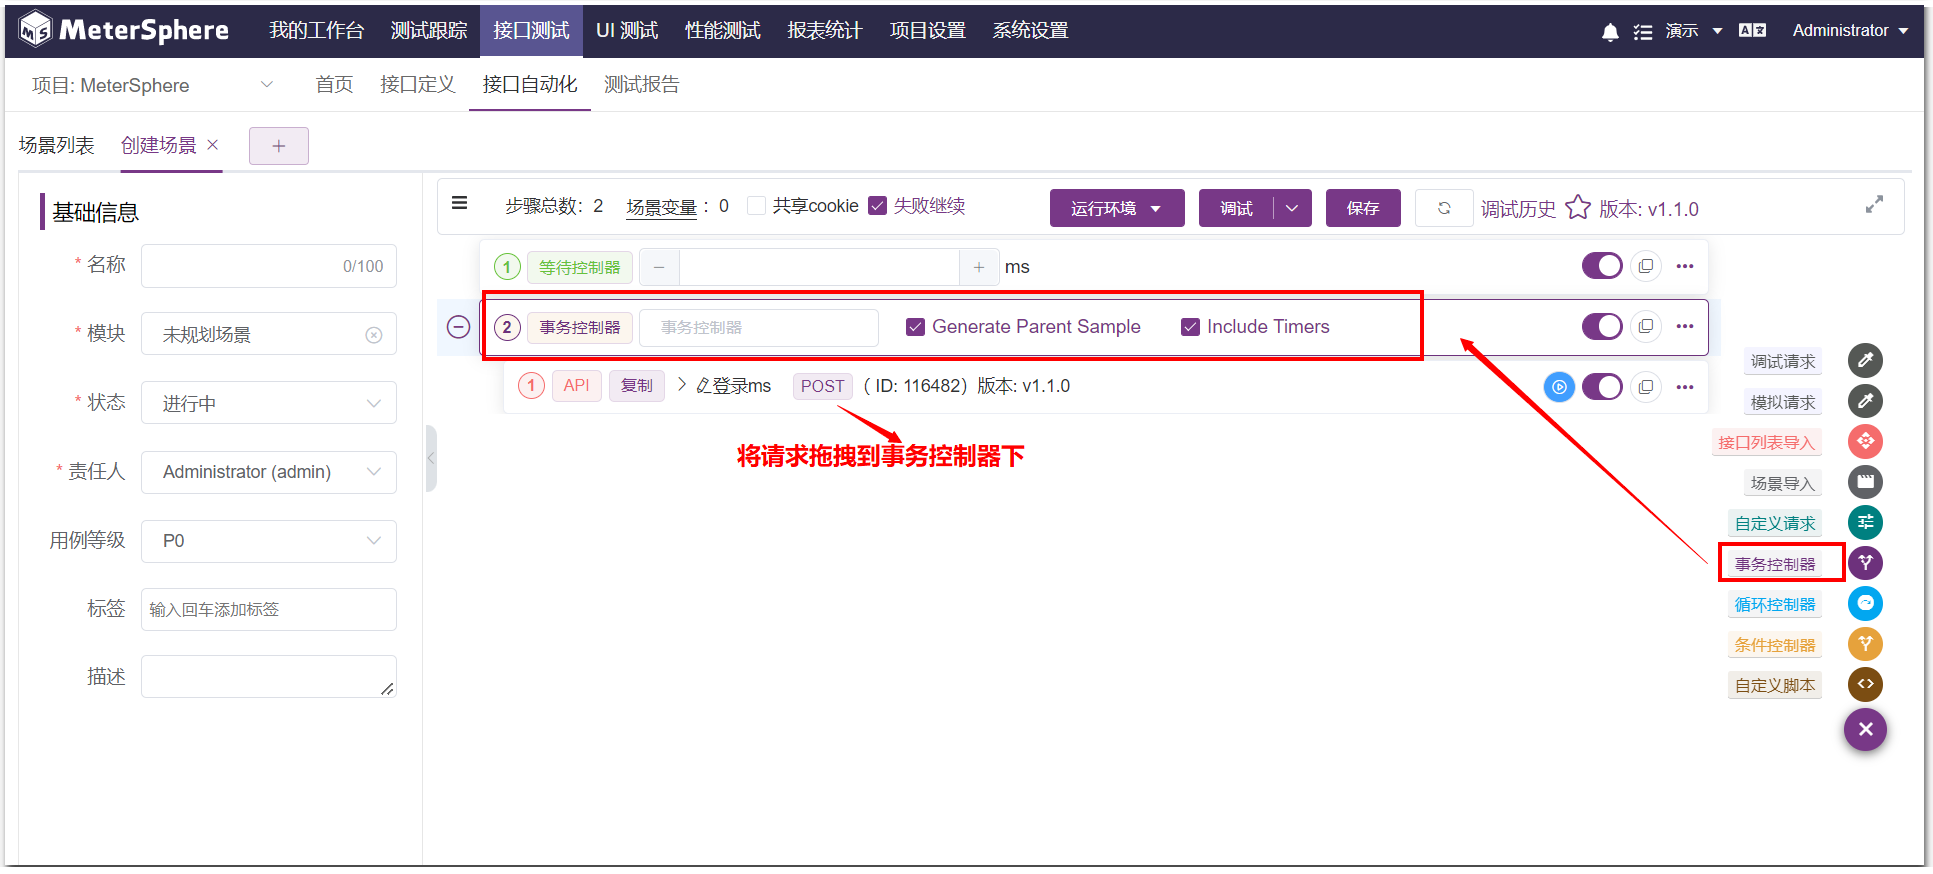 MeterSphere 我的工作台 测试跟踪 接口测试 UI 测试 性能测试 报表统计 项目设置 系统设置 演示 Administrator
项目: MeterSphere 首页 接口定义 接口自动化 测试报告
场景列表 创建场景 × +
基础信息
* 名称 0/100
* 模块 未规划场景
* 状态 进行中
* 责任人 Administrator (admin)
用例等级 P0
标签 输入回车添加标签
描述
步骤总数：2 场景变量：0 共享cookie 失败继续 运行环境 调试 保存 调试历史 版本: v1.1.0
1 等待控制器 − + ms
2 事务控制器 事务控制器 Generate Parent Sample Include Timers
1 API 复制 登录ms POST （ ID: 116482）版本: v1.1.0
将请求拖拽到事务控制器下
调试请求
模拟请求
接口列表导入
场景导入
自定义请求
事务控制器
循环控制器
条件控制器
自定义脚本